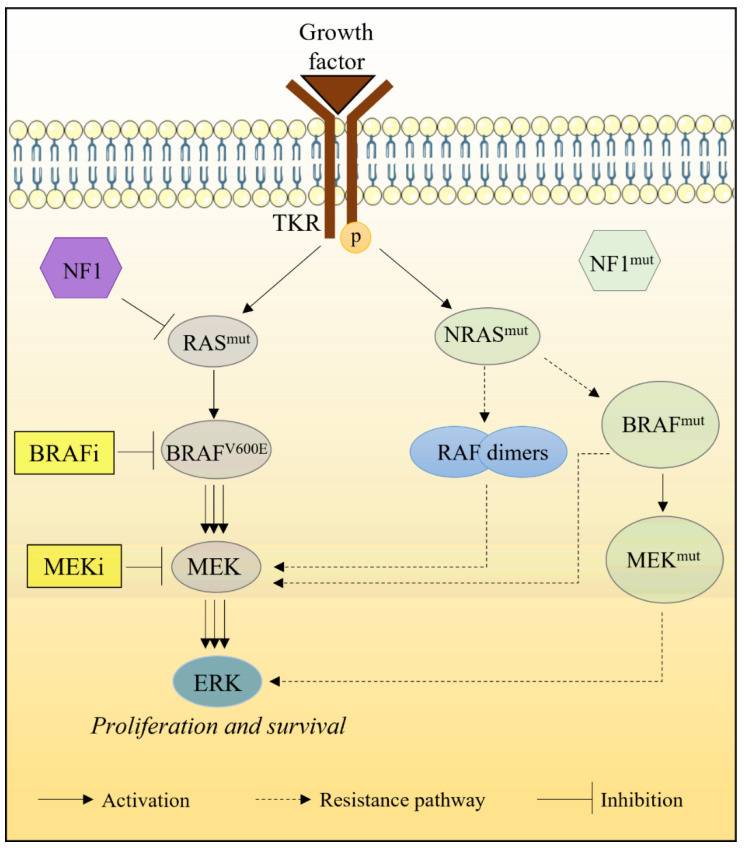 Growth
factor
TKR
p
NF1
NF1mut
RASmut
NRASmut
BRAFmut
BRAFi
BRAFV600E
RAF dimers
MEKi
MEK
MEKmut
ERK
Proliferation and survival
Activation
Resistance pathway
Inhibition